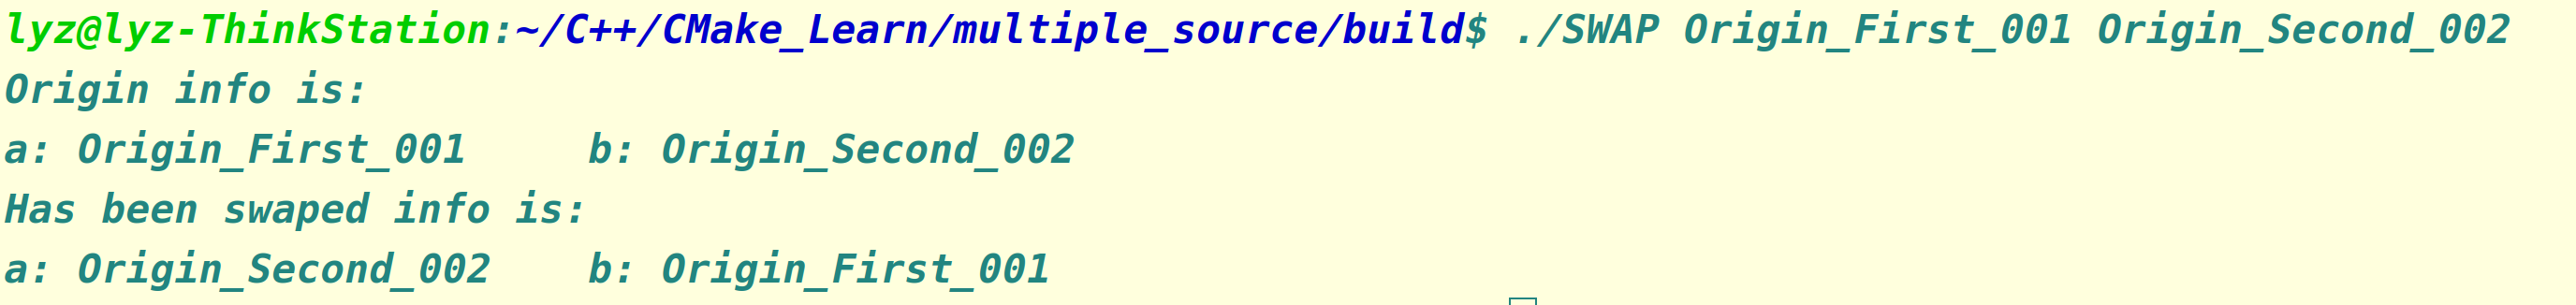 lyz@lyz-ThinkStation:~/C++/CMake_Learn/multiple_source/build$ ./SWAP Origin_First_001 Origin_Second_002
Origin info is:
a: Origin_First_001     b: Origin_Second_002
Has been swaped info is:
a: Origin_Second_002    b: Origin_First_001